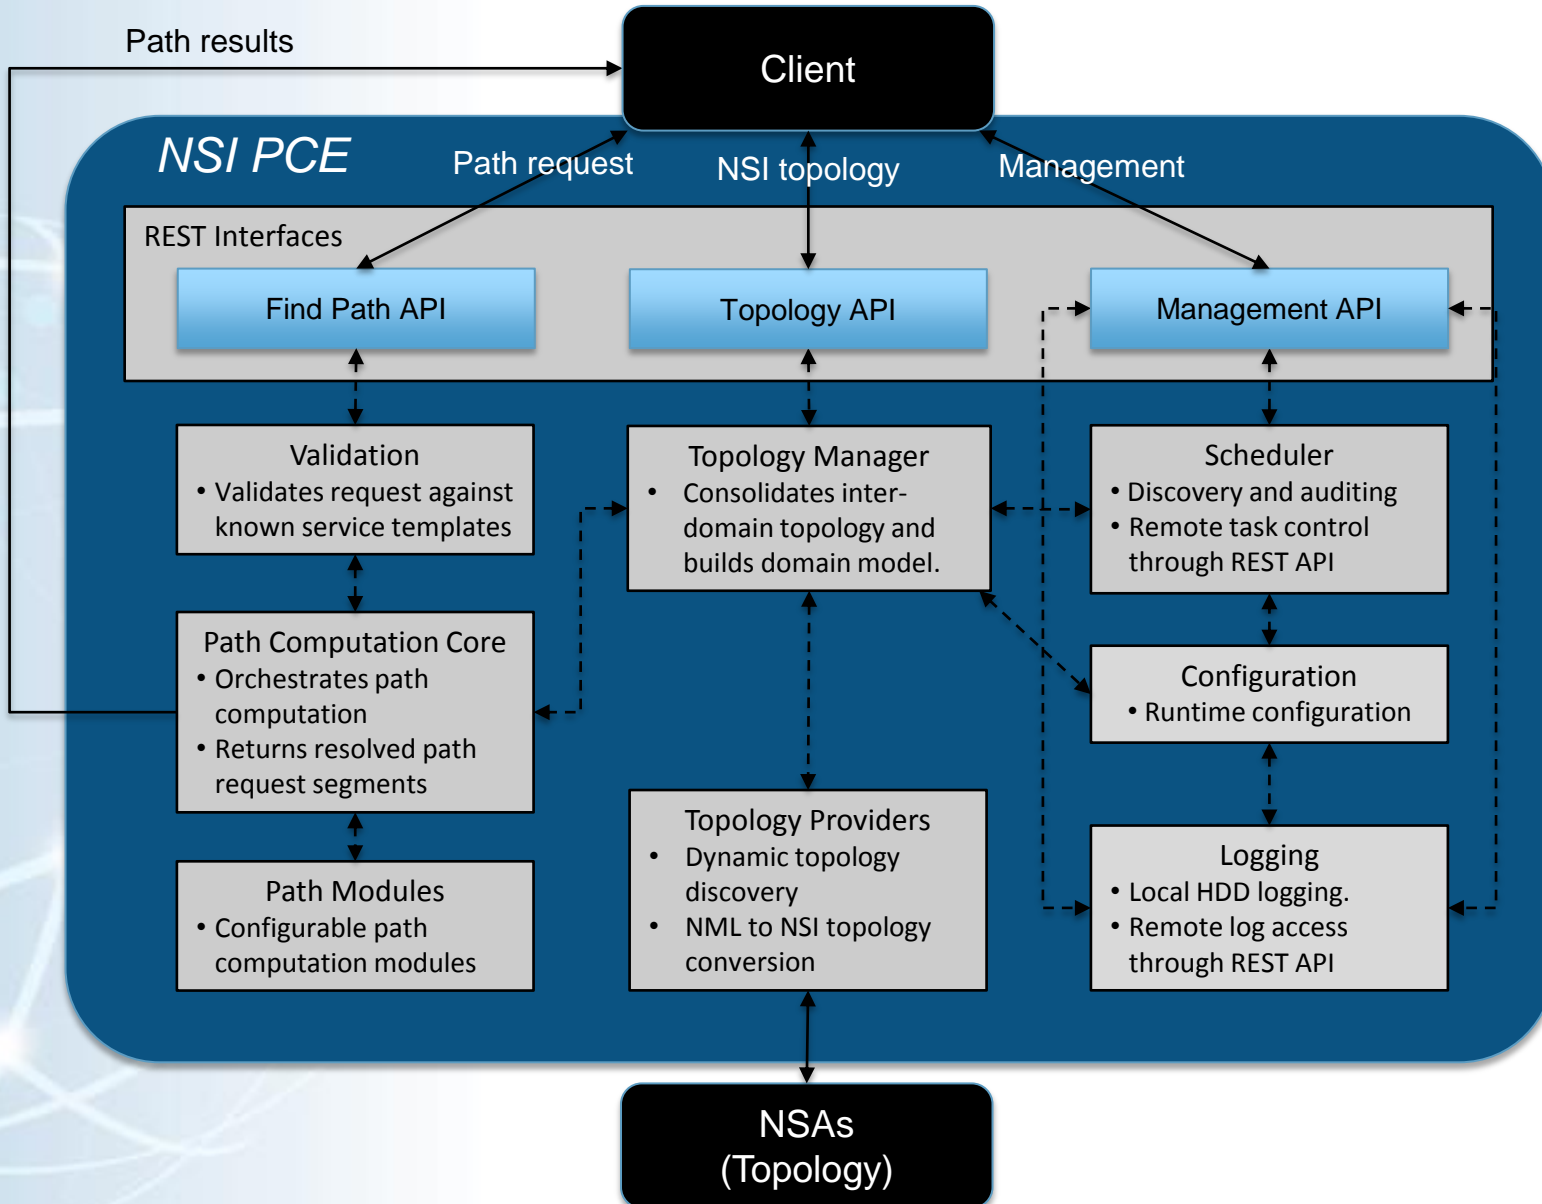 Path results
Client
NSI PCE
Path request
NSI topology
Management
REST Interfaces
Find Path API
Topology API
Management API
Validation
• Validates request against
known service templates
Topology Manager
• Consolidates inter-
domain topology and
builds domain model.
Scheduler
• Discovery and auditing
• Remote task control
through REST API
Path Computation Core
• Orchestrates path
computation
• Returns resolved path
request segments
Configuration
• Runtime configuration
Topology Providers
• Dynamic topology
discovery
• NML to NSI topology
conversion
Logging
• Local HDD logging.
• Remote log access
through REST API
Path Modules
• Configurable path
computation modules
NSAs
(Topology)